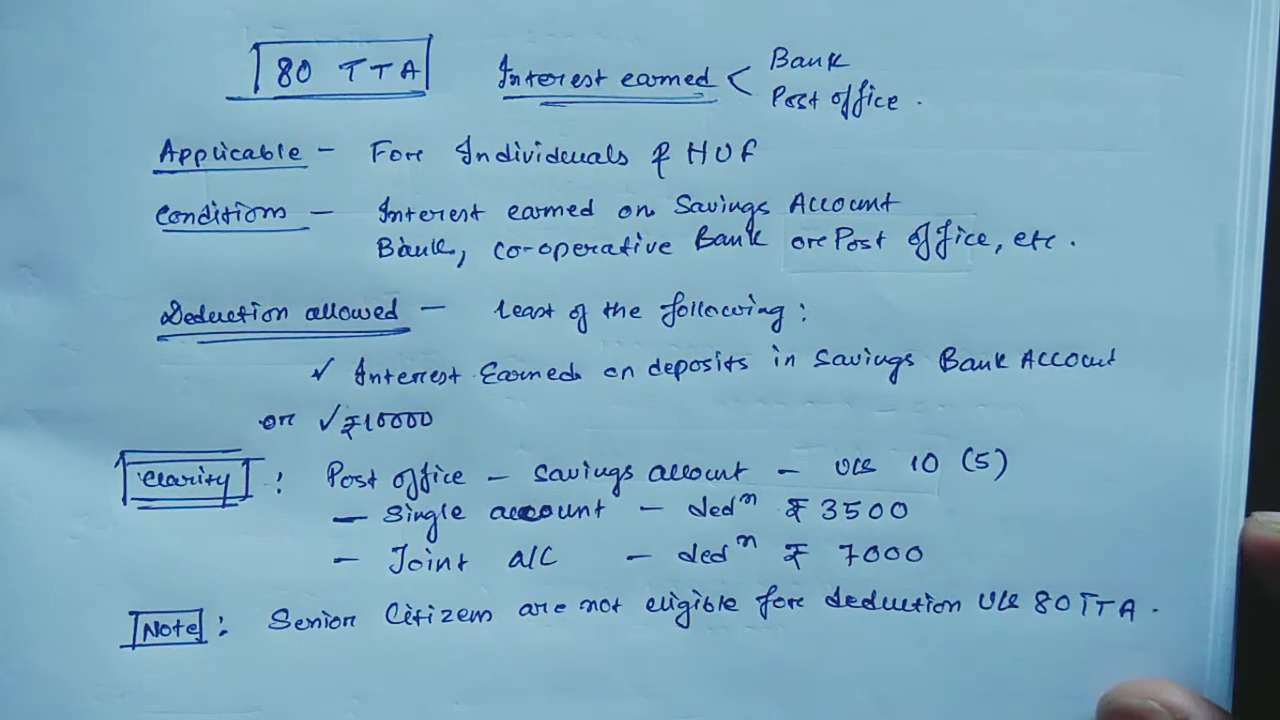 80 TTA Interest earned < Bank
Post office.
Applicable - For Individuals & HUF
Conditions - Interest earned on Savings Account
Bank, co-operative Bank or Post office, etc.
Deduction allowed - Least of the following:
✓ Interest Earned on deposits in Savings Bank Account
or ✓ ₹10000
Clarity : Post office - Savings account - U/s 10 (5)
- Single account - dedⁿ ₹ 3500
- Joint a/c - dedⁿ ₹ 7000
Note : Senior Citizen are not eligible for deduction U/s 80TTA.